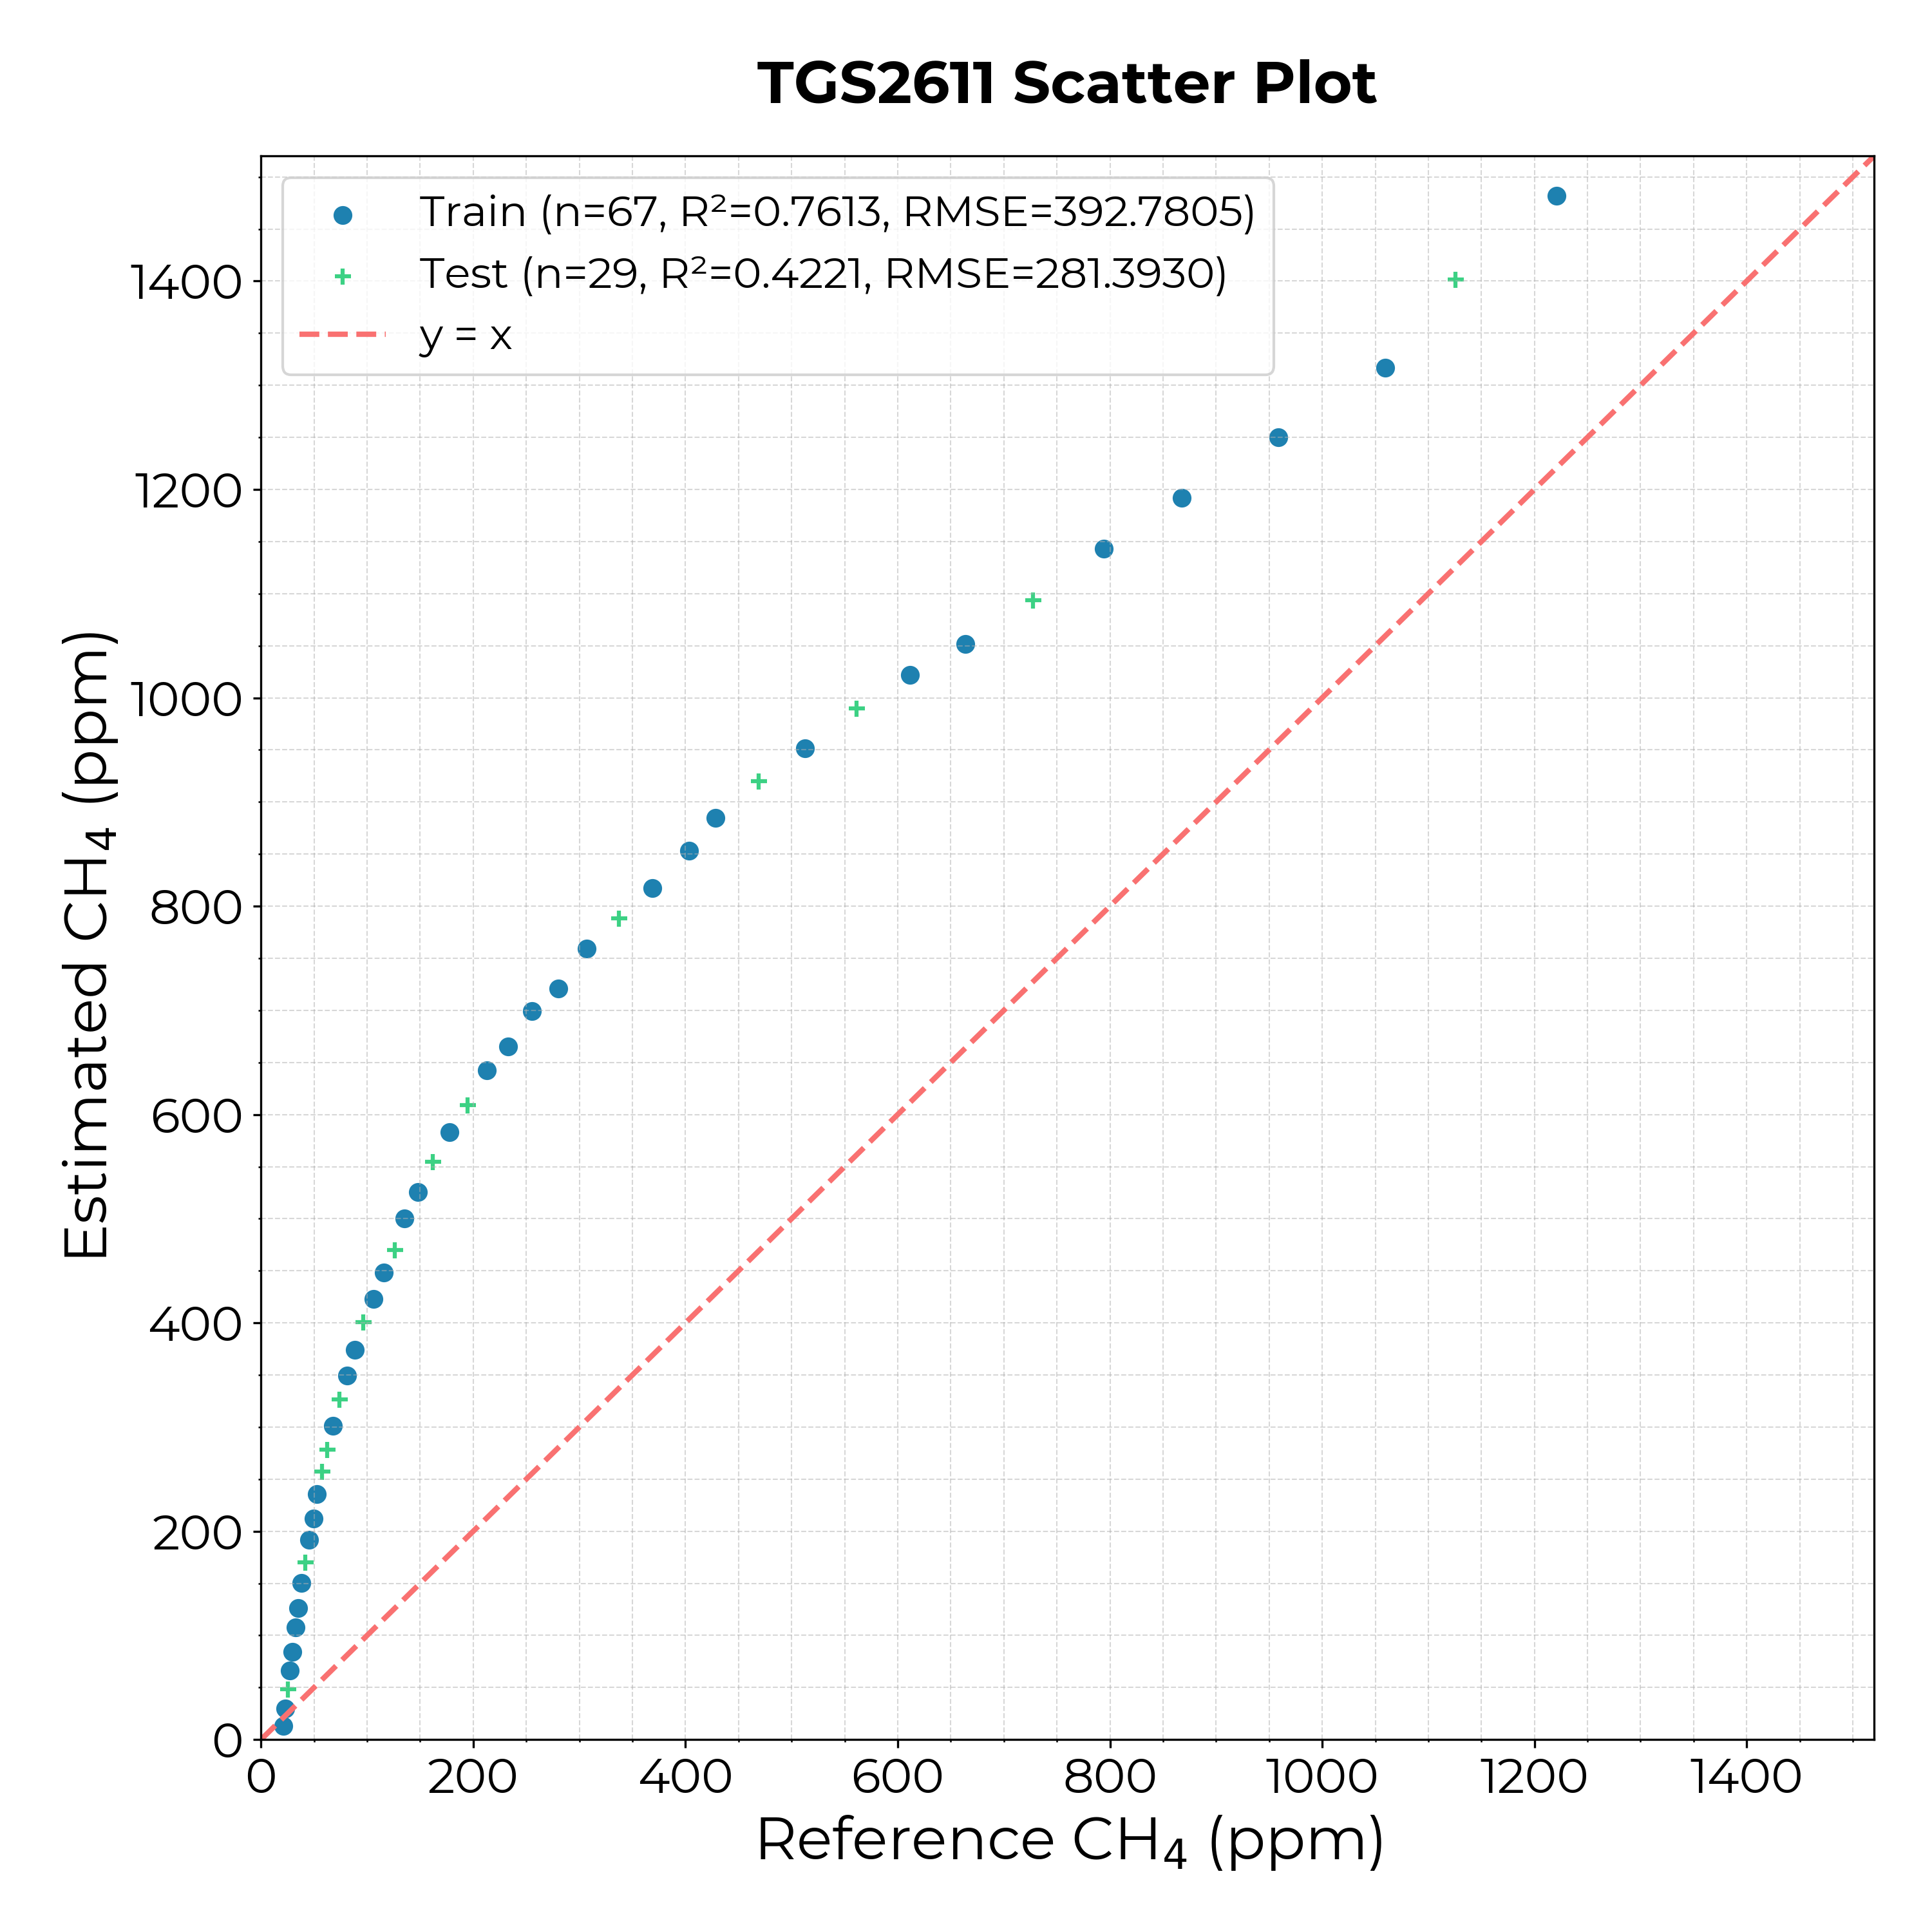 TGS2611 Scatter Plot
Train (n=67, R²=0.7613, RMSE=392.7805)
Test (n=29, R²=0.4221, RMSE=281.3930)
y = x
Estimated CH₄ (ppm)
1400
1200
1000
800
600
400
200
0
0 200 400 600 800 1000 1200 1400
Reference CH₄ (ppm)